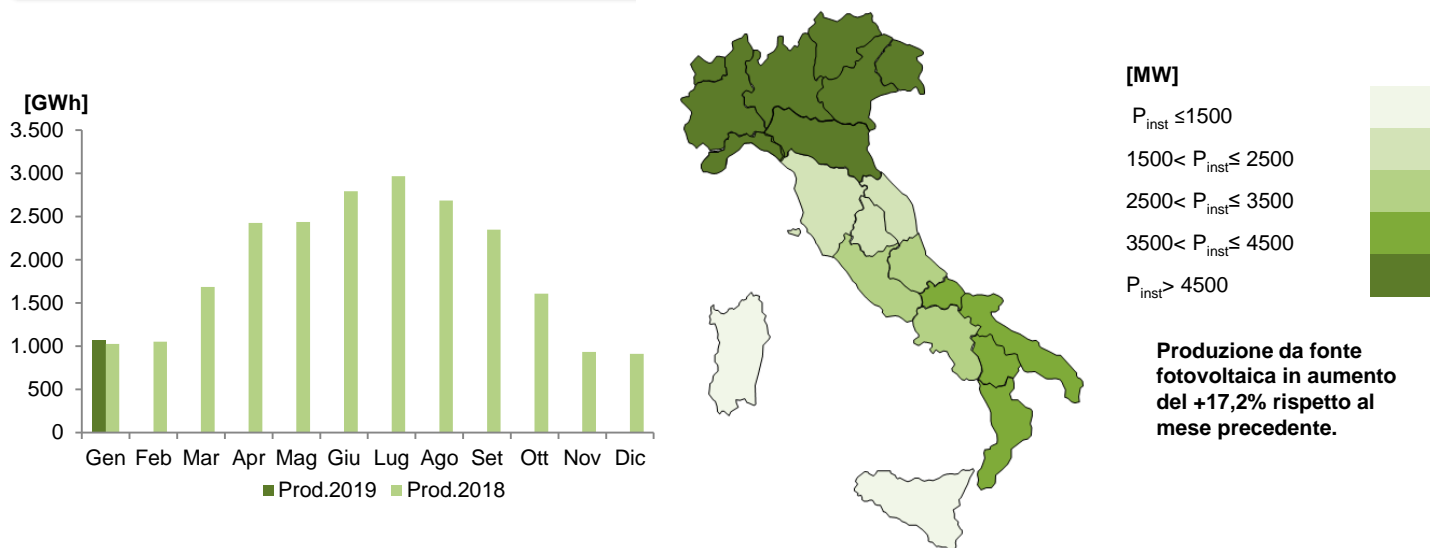 [GWh]
3.500
3.000
2.500
2.000
1.500
1.000
500
0
Gen Feb Mar Apr Mag Giu Lug Ago Set Ott Nov Dic
Prod.2019 Prod.2018
[MW]
Pinst ≤1500
1500< Pinst≤ 2500
2500< Pinst≤ 3500
3500< Pinst≤ 4500
Pinst> 4500
Produzione da fonte
fotovoltaica in aumento
del +17,2% rispetto al
mese precedente.